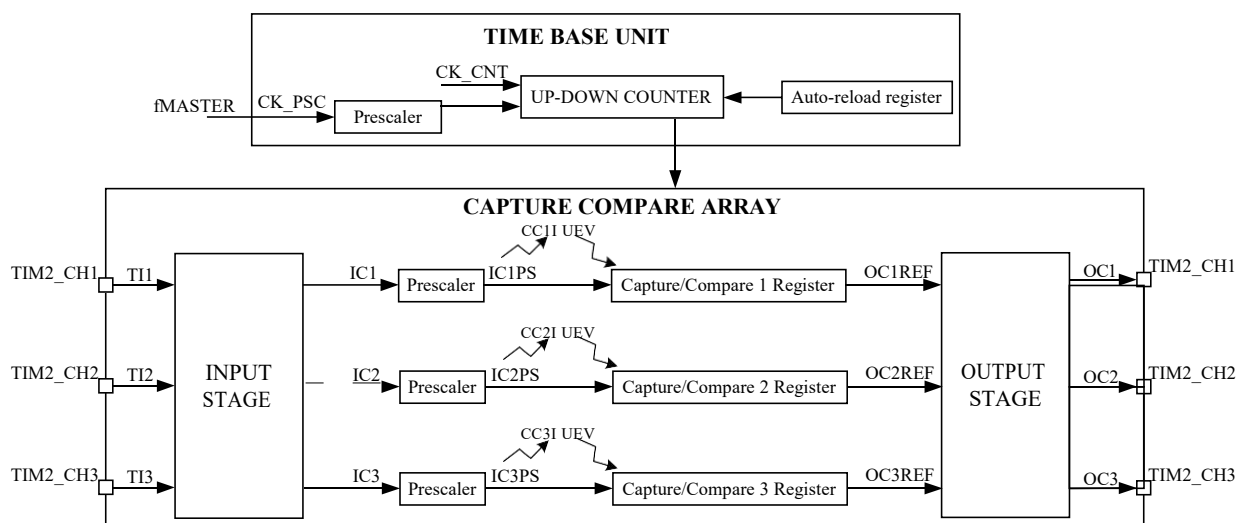 TIME BASE UNIT
CK_CNT
fMASTER CK_PSC
Prescaler
UP-DOWN COUNTER
Auto-reload register
CAPTURE COMPARE ARRAY
CC1I UEV
TIM2_CH1 TI1 IC1 Prescaler IC1PS Capture/Compare 1 Register OC1REF OC1 TIM2_CH1
CC2I UEV
TIM2_CH2 TI2 INPUT STAGE IC2 Prescaler IC2PS Capture/Compare 2 Register OC2REF OUTPUT STAGE OC2 TIM2_CH2
CC3I UEV
TIM2_CH3 TI3 IC3 Prescaler IC3PS Capture/Compare 3 Register OC3REF OC3 TIM2_CH3